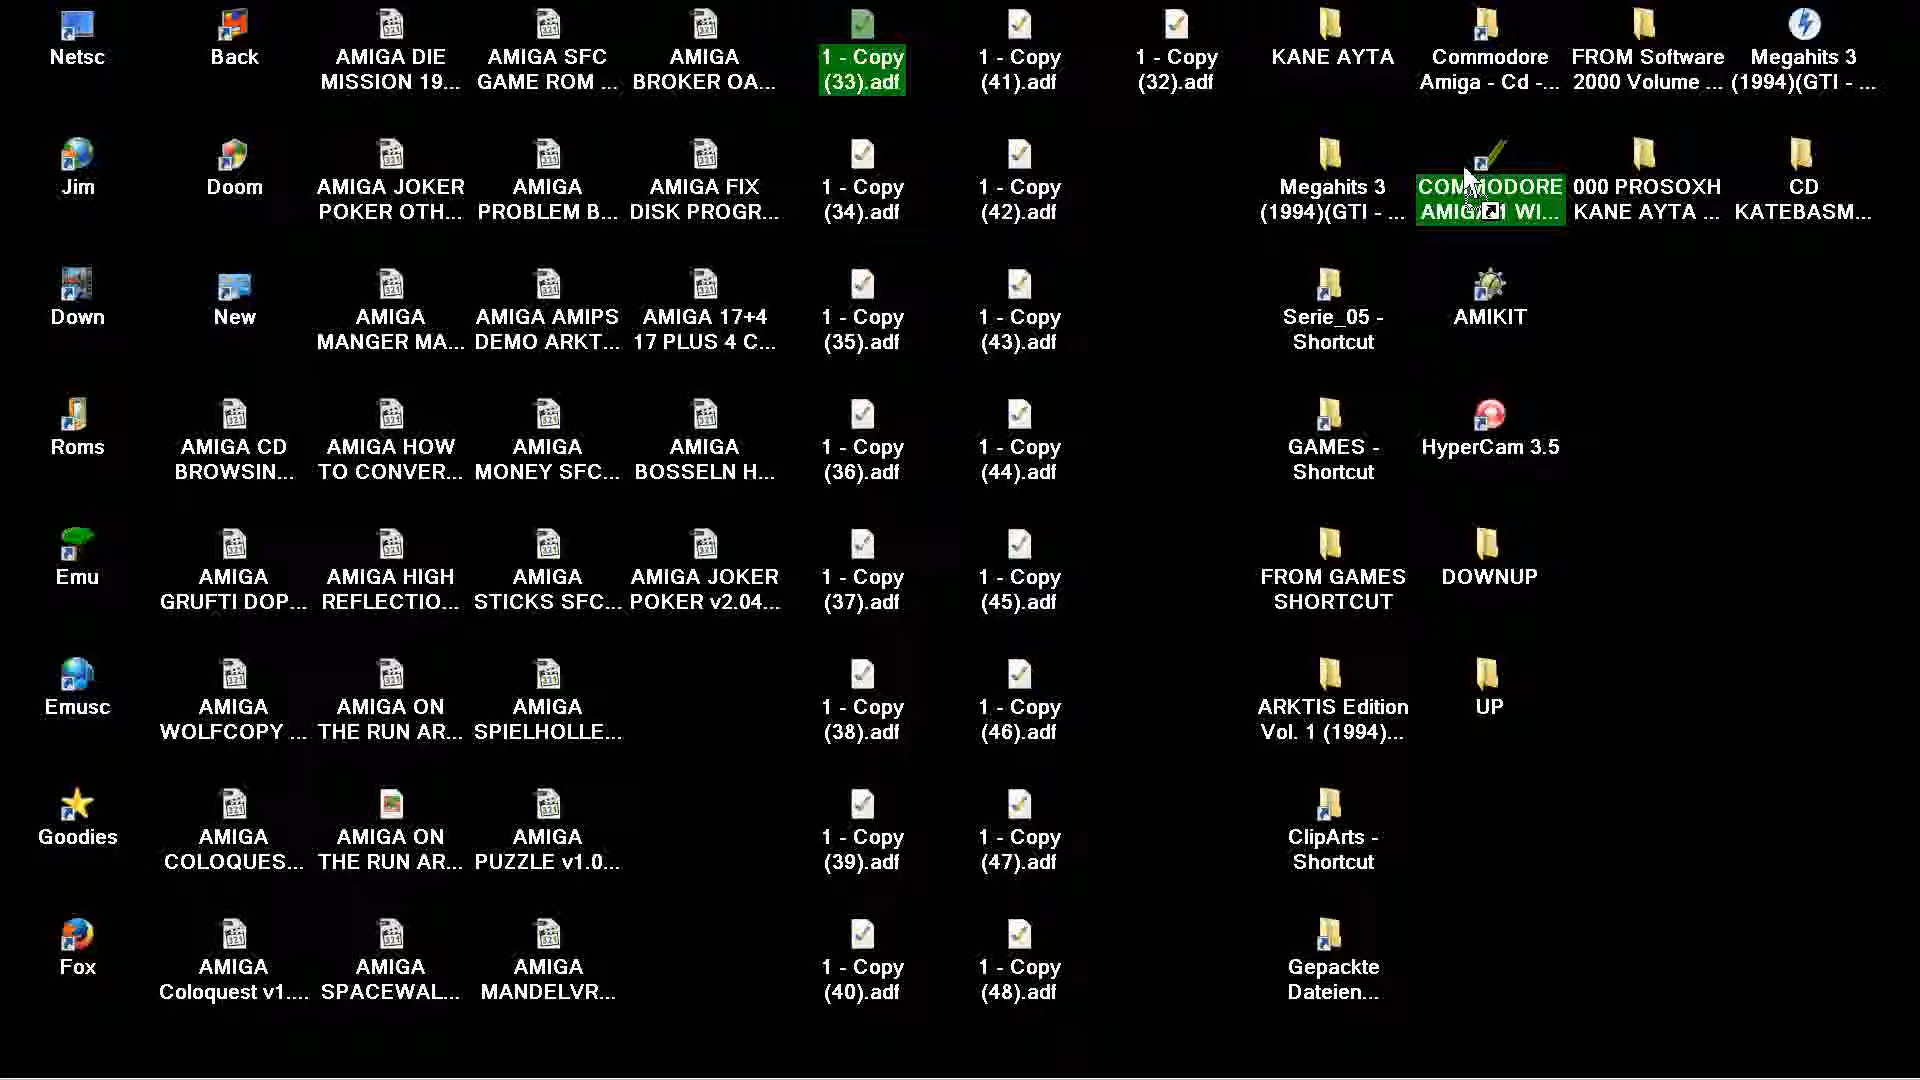 Netsc
Back
AMIGA DIE
MISSION 19...
AMIGA SFC
GAME ROM ...
AMIGA
BROKER OA...
1 - Copy
(33).adf
1 - Copy
(41).adf
1 - Copy
(32).adf
KANE AYTA
Commodore
Amiga - Cd -...
FROM Software
2000 Volume ...
Megahits 3
(1994)(GTI - ...
Jim
Doom
AMIGA JOKER
POKER OTH...
AMIGA
PROBLEM B...
AMIGA FIX
DISK PROGR...
1 - Copy
(34).adf
1 - Copy
(42).adf
Megahits 3
(1994)(GTI - ...
COMMODORE
WI...
000 PROSOXH
KANE AYTA ...
CD
KATEBASM...
Down
New
AMIGA
MANGER MA...
AMIGA AMIPS
DEMO ARKT...
AMIGA 17+4
17 PLUS 4 C...
1 - Copy
(35).adf
1 - Copy
(43).adf
Serie_05 -
Shortcut
AMIKIT
Roms
AMIGA CD
BROWSIN...
AMIGA HOW
TO CONVER...
AMIGA
MONEY SFC...
AMIGA
BOSSELN H...
1 - Copy
(36).adf
1 - Copy
(44).adf
GAMES -
Shortcut
HyperCam 3.5
Emu
AMIGA
GRUFTI DOP...
AMIGA HIGH
REFLECTIO...
AMIGA
STICKS SFC...
AMIGA JOKER
POKER v2.04...
1 - Copy
(37).adf
1 - Copy
(45).adf
FROM GAMES
SHORTCUT
DOWNUP
Emusc
AMIGA
WOLFCOPY ...
AMIGA ON
THE RUN AR...
AMIGA
SPIELHOLLE...
1 - Copy
(38).adf
1 - Copy
(46).adf
ARKTIS Edition
Vol. 1 (1994)...
UP
Goodies
AMIGA
COLOQUES...
AMIGA ON
THE RUN AR...
AMIGA
PUZZLE v1.0...
1 - Copy
(39).adf
1 - Copy
(47).adf
ClipArts -
Shortcut
Fox
AMIGA
Coloquest v1....
AMIGA
SPACEWAL...
AMIGA
MANDELVR...
1 - Copy
(40).adf
1 - Copy
(48).adf
Gepackte
Dateien...